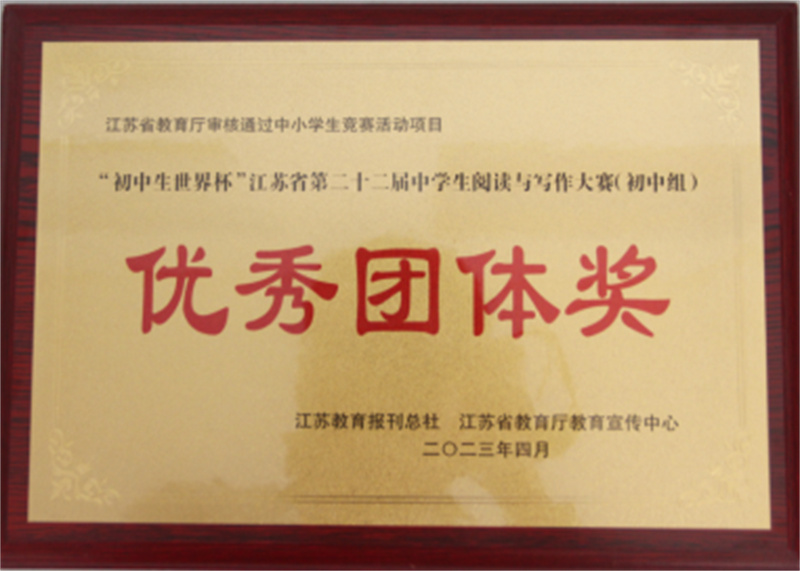 江苏省教育厅审核通过中小学生竞赛活动项目
“初中生世界杯”江苏省第二十二届中学生阅读与写作大赛(初中组)
优秀团体奖
江苏教育报刊总社 江苏省教育厅教育宣传中心
二〇二三年四月